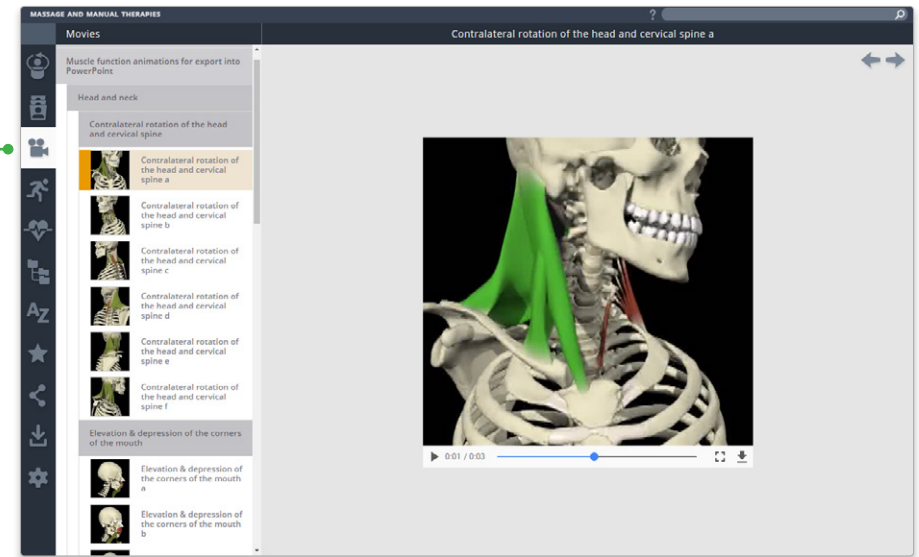 MASSAGE AND MANUAL THERAPIES
?
Movies
Contralateral rotation of the head and cervical spine a
Muscle function animations for export into
PowerPoint
Head and neck
Contralateral rotation of the head
and cervical spine
Contralateral rotation of
the head and cervical
spine a
Contralateral rotation of
the head and cervical
spine b
Contralateral rotation of
the head and cervical
spine c
Contralateral rotation of
the head and cervical
spine d
Contralateral rotation of
the head and cervical
spine e
Contralateral rotation of
the head and cervical
spine f
Elevation & depression of the corners
of the mouth
Elevation & depression of
the corners of the mouth
a
Elevation & depression of
the corners of the mouth
b
AZ
0:01 / 0:03